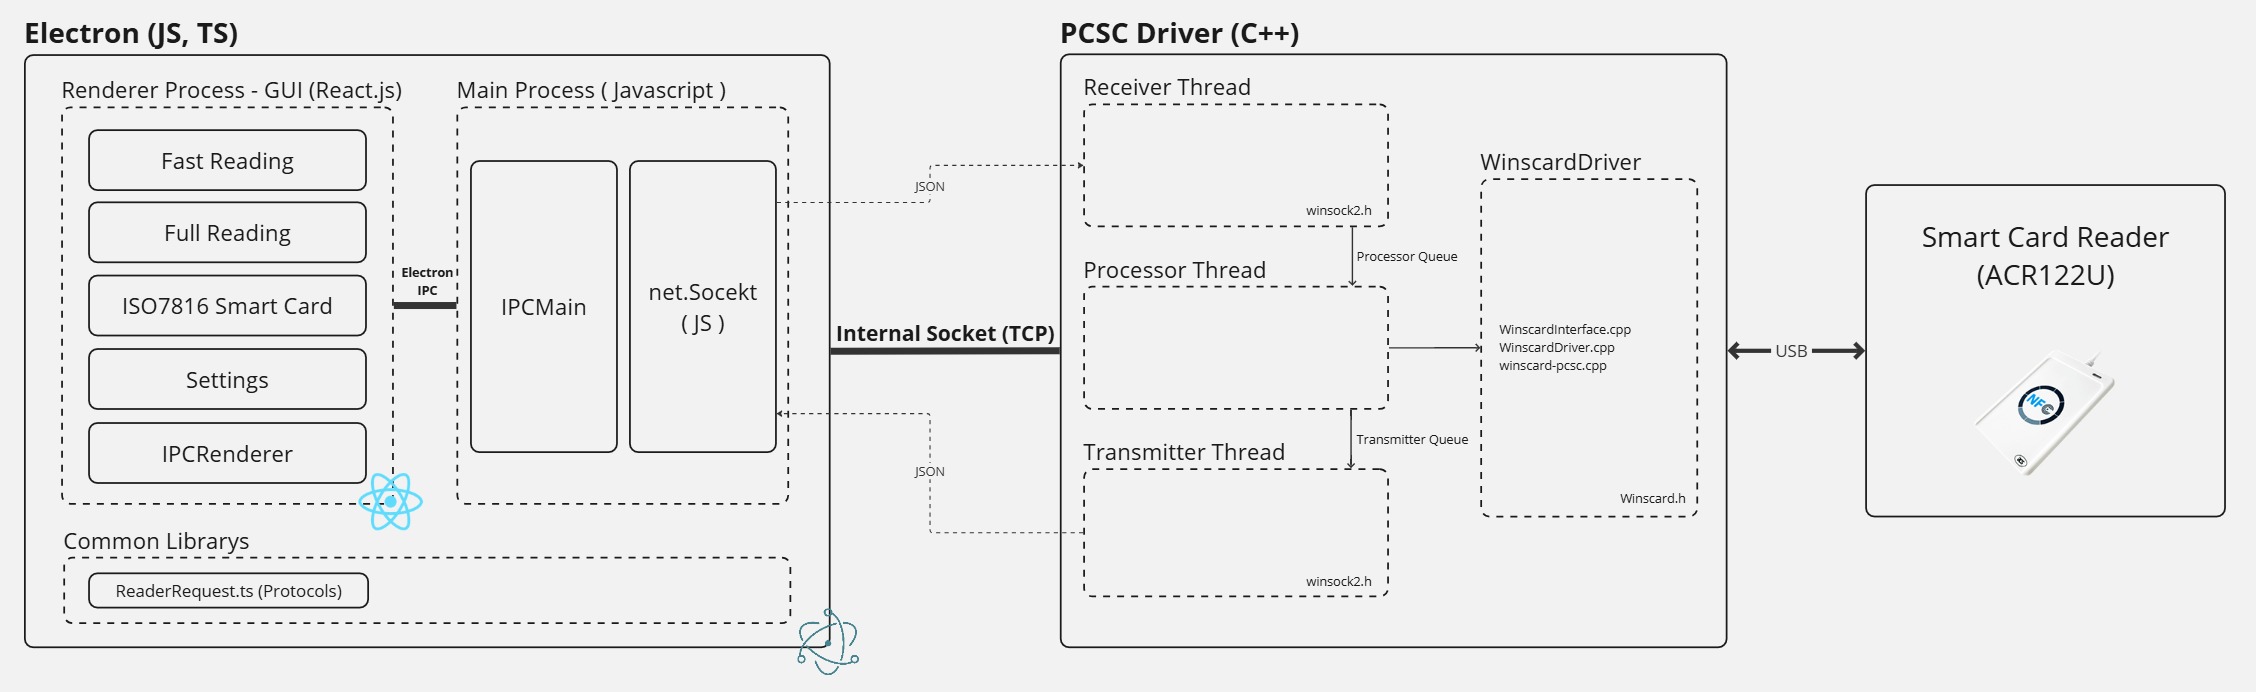 Electron (JS, TS)
Renderer Process - GUI (React.js)
Fast Reading
Full Reading
ISO7816 Smart Card
Settings
IPCRenderer
Electron
IPC
Main Process ( Javascript )
IPCMain
net.Socekt
( JS )
Common Librarys
ReaderRequest.ts (Protocols)
JSON
Internal Socket (TCP)
JSON
PCSC Driver (C++)
Receiver Thread
winsock2.h
Processor Queue
Processor Thread
Transmitter Queue
Transmitter Thread
winsock2.h
WinscardDriver
WinscardInterface.cpp
WinscardDriver.cpp
winscard-pcsc.cpp
Winscard.h
USB
Smart Card Reader
(ACR122U)
NFC